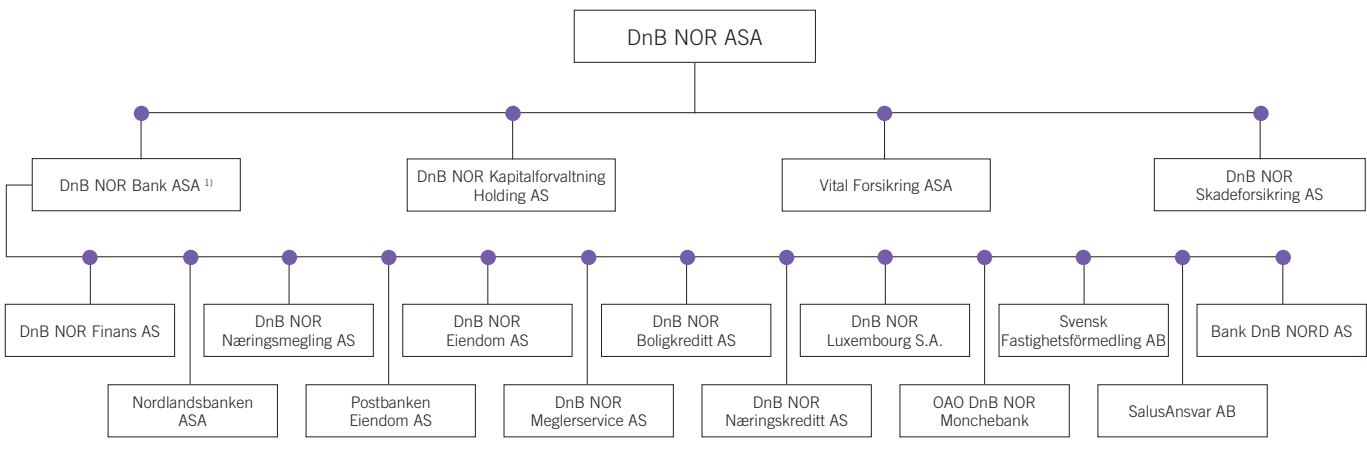 DnB NOR ASA
DnB NOR Bank ASA 1)
DnB NOR Kapitalforvaltning
Holding AS
Vital Forsikring ASA
DnB NOR
Skadeforsikring AS
DnB NOR Finans AS
DnB NOR
Næringsmegling AS
DnB NOR
Eiendom AS
DnB NOR
Boligkreditt AS
DnB NOR
Luxembourg S.A.
Svensk
Fastighetsförmedling AB
Bank DnB NORD AS
Nordlandsbanken
ASA
Postbanken
Eiendom AS
DnB NOR
Meglerservice AS
DnB NOR
Næringskreditt AS
OAO DnB NOR
Monchebank
SalusAnsvar AB